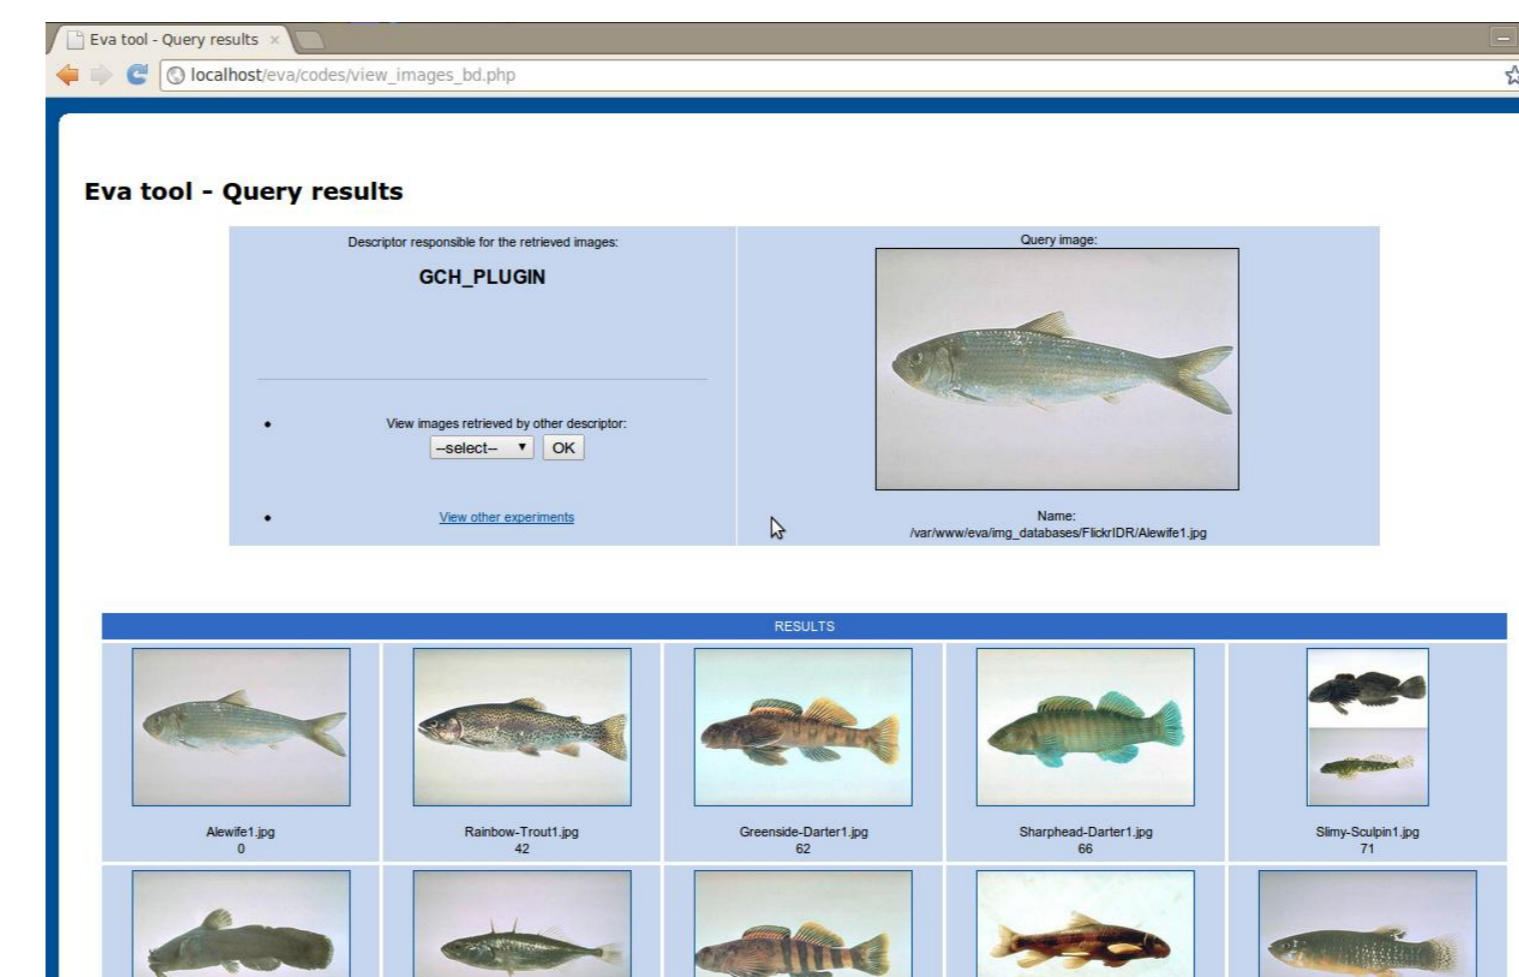 Eva tool - Query results
localhost/eva/codes/view_images_bd.php
Eva tool - Query results
Descriptor responsible for the retrieved images:
GCH_PLUGIN
View images retrieved by other descriptor:
--select-- OK
View other experiments
Query image:
Name:
/var/www/eva/img_databases/FlickrIDR/Alewife1.jpg
RESULTS
Alewife1.jpg
0
Rainbow-Trout1.jpg
42
Greenside-Darter1.jpg
62
Sharphead-Darter1.jpg
66
Slimy-Sculpin1.jpg
71